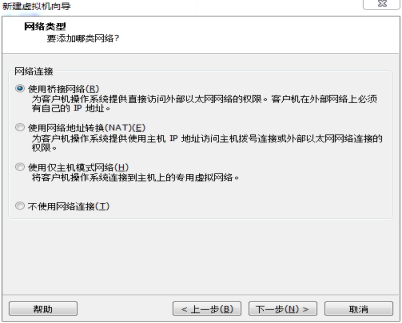 新建虚拟机向导
网络类型
要添加哪类网络?
网络连接
使用桥接网络(R)
为客户机操作系统提供直接访问外部以太网网络的权限。客户机在外部网络上必须
有自己的 IP 地址。
使用网络地址转换(NAT)(E)
为客户机操作系统提供使用主机 IP 地址访问主机拨号连接或外部以太网网络连接的
权限。
使用仅主机模式网络(H)
将客户机操作系统连接到主机上的专用虚拟网络。
不使用网络连接(T)
帮助
< 上一步(B)
下一步(N) >
取消